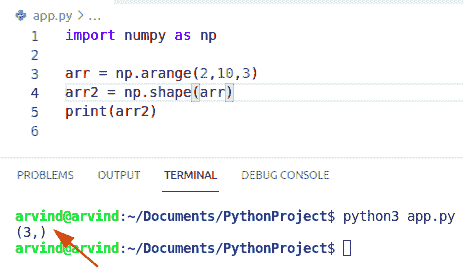 app.py ...
1 import numpy as np
2
3 arr = np.arange(2,10,3)
4 arr2 = np.shape(arr)
5 print(arr2)
6
PROBLEMS OUTPUT TERMINAL DEBUG CONSOLE
arvind@arvind:~/Documents/PythonProject$ python3 app.py
(3,)
arvind@arvind:~/Documents/PythonProject$